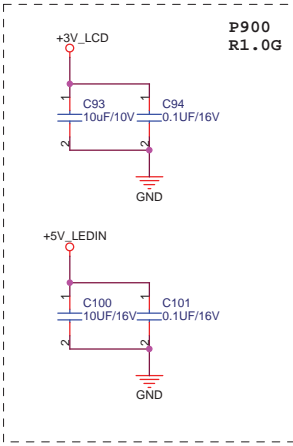 P900
R1.0G
+3V_LCD
1
1
C93
C94
10uF/10V
0.1UF/16V
2
2
GND
+5V_LEDIN
1
1
C100
C101
10UF/16V
0.1UF/16V
2
2
GND